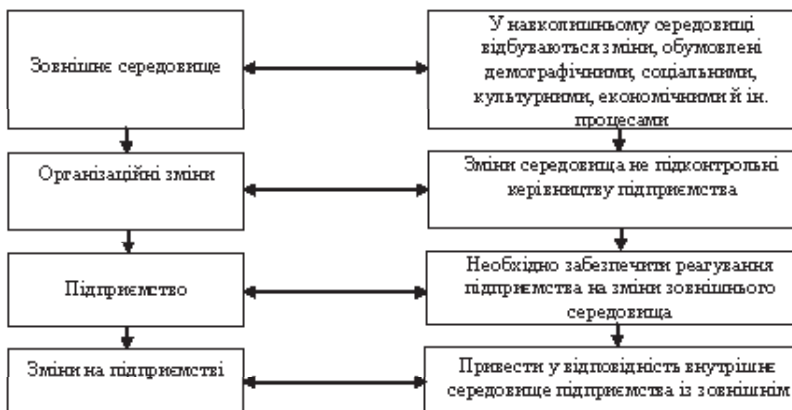 Зовнішнє середовище
У навколишньому середовищі
відбуваються зміни, обумовлені
демографічними, соціальними,
культурними, економічними й ін.
процесами
Організаційні зміни
Зміни середовища не підконтрольні
керівництву підприємства
Підприємство
Необхідно забезпечити реагування
підприємства на зміни зовнішнього
середовища
Зміни на підприємстві
Привести у відповідність внутрішнє
середовище підприємства із зовнішнім